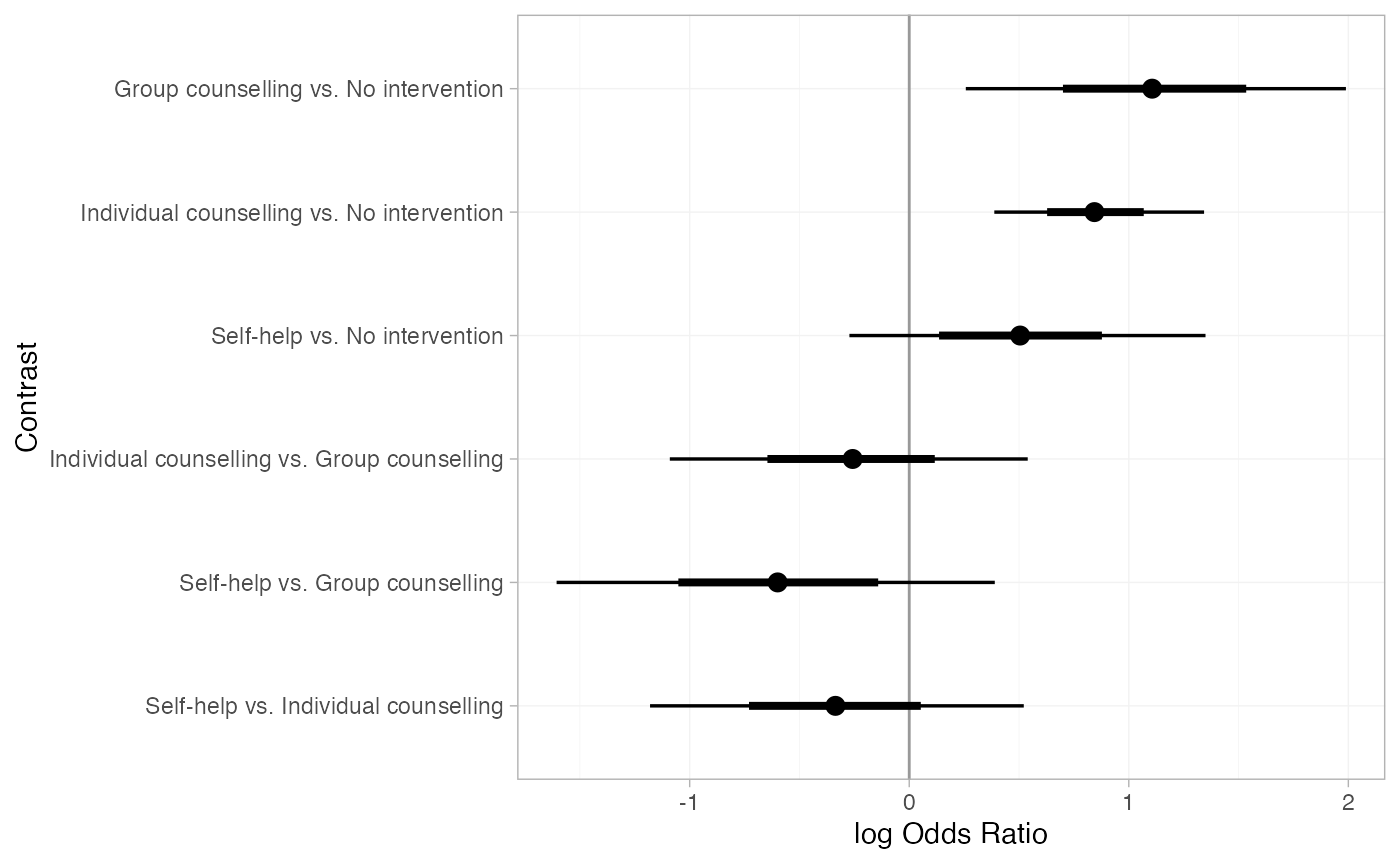 Group counselling vs. No intervention
Individual counselling vs. No intervention
Self-help vs. No intervention
Contrast
Individual counselling vs. Group counselling
Self-help vs. Group counselling
Self-help vs. Individual counselling
-1 0 1 2
log Odds Ratio